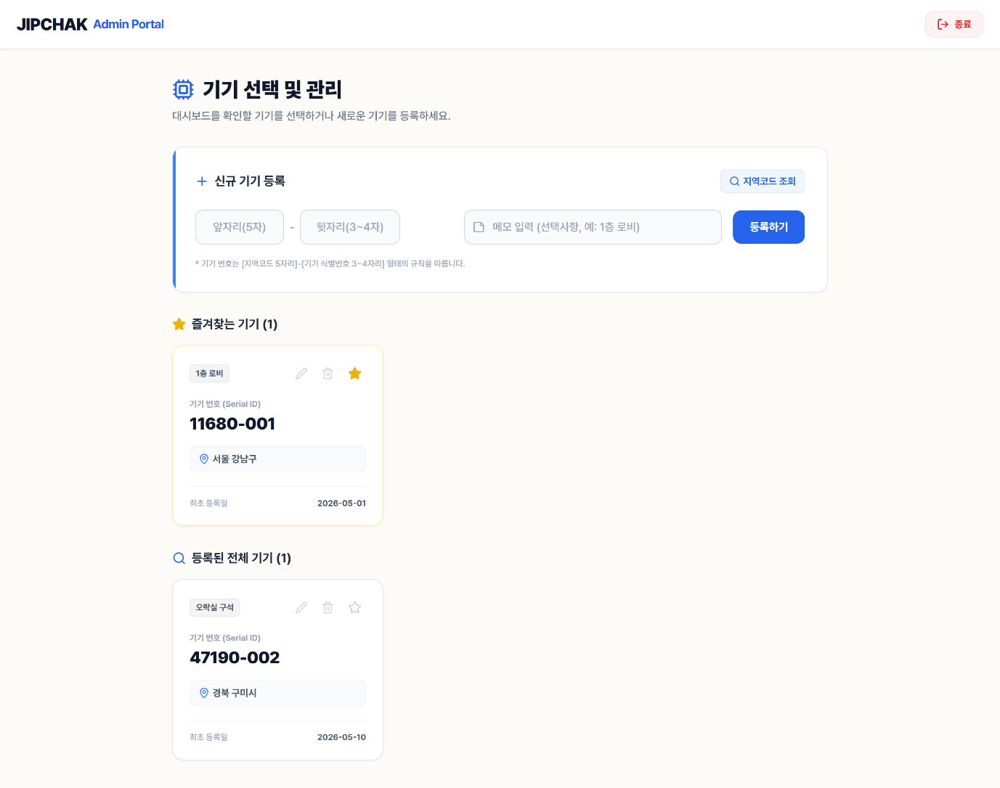 JIPCHAK Admin Portal
종료
기기 선택 및 관리
대시보드를 확인할 기기를 선택하거나 새로운 기기를 등록하세요.
신규 기기 등록
지역코드 조회
앞자리(5자) - 뒷자리(3~4자)
메모 입력 (선택사항, 예: 1층 로비)
등록하기
* 기기 번호는 [지역코드 5자리]-[기기 식별번호 3~4자리] 형태의 규칙을 따릅니다.
즐겨찾는 기기 (1)
1층 로비
기기 번호 (Serial ID)
11680-001
서울 강남구
최초 등록일 2026-05-01
등록된 전체 기기 (1)
오락실 구석
기기 번호 (Serial ID)
47190-002
경북 구미시
최초 등록일 2026-05-10